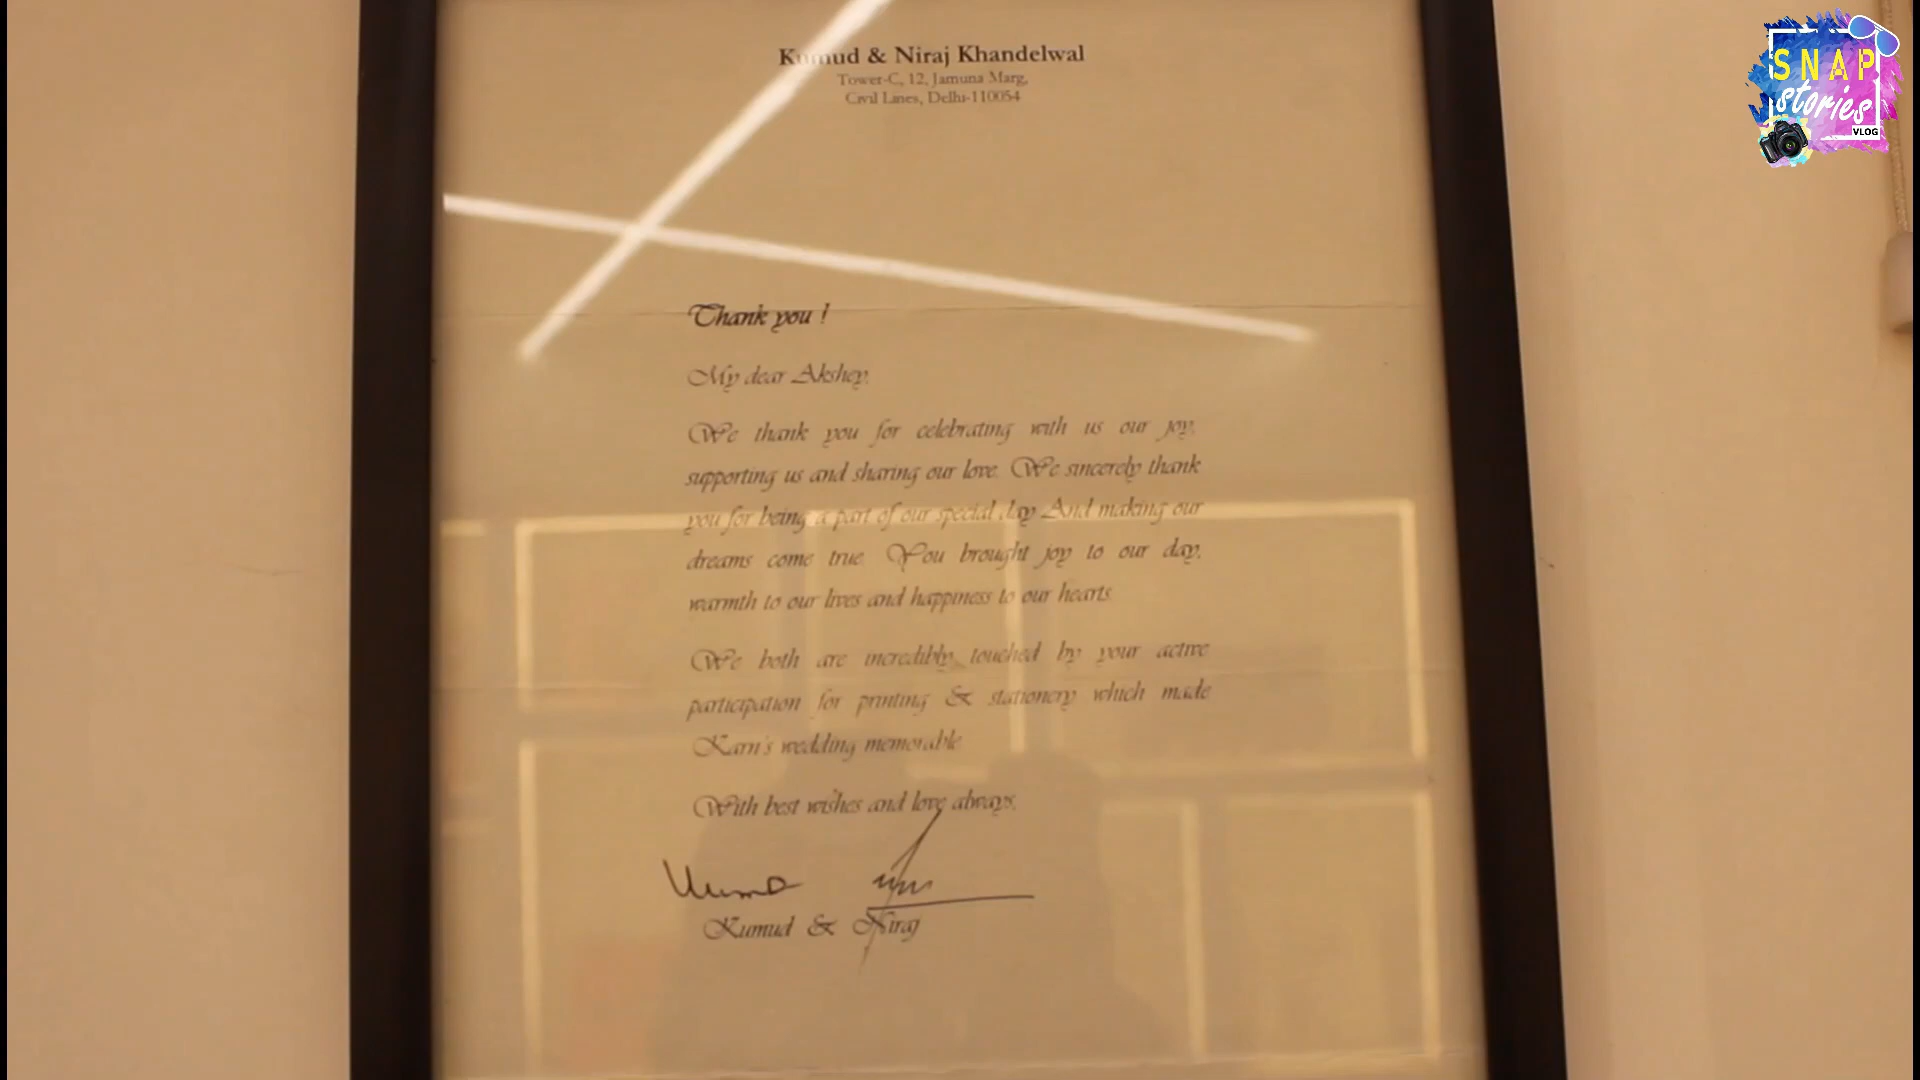 Kumud & Niraj Khandelwal
Tower-C, 12, Jamuna Marg,
Civil Lines, Delhi-110054
SNAP
stories
VLOG
Thank you !
My dear Akshey,
We thank you for celebrating with us our joy,
supporting us and sharing our love. We sincerely thank
you for being a part of our special day. And making our
dreams come true. You brought joy to our day,
warmth to our lives and happiness to our hearts.
We both are incredibly touched by your active
participation for printing & stationery which made
Karn's wedding memorable.
With best wishes and love always,
Kumud
Kumud & Niraj